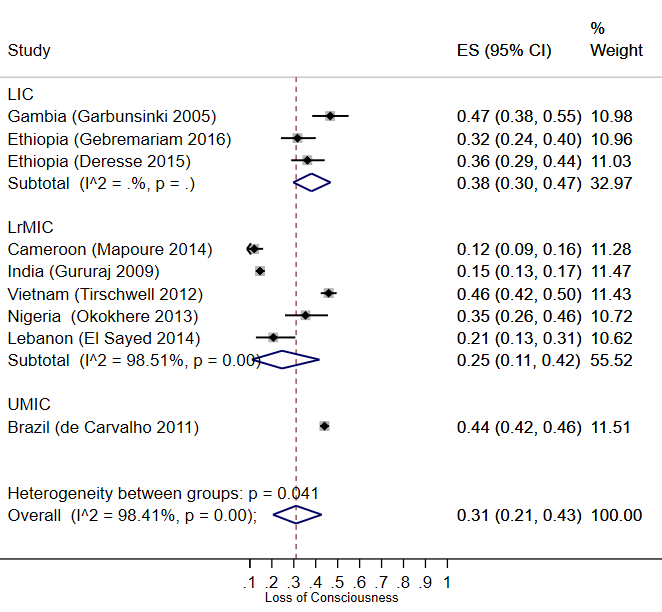 %
Study ES (95% CI) Weight
LIC
Gambia (Garbunsinki 2005) 0.47 (0.38, 0.55) 10.98
Ethiopia (Gebremariam 2016) 0.32 (0.24, 0.40) 10.96
Ethiopia (Deresse 2015) 0.36 (0.29, 0.44) 11.03
Subtotal (I^2 = .%, p = .) 0.38 (0.30, 0.47) 32.97
LrMIC
Cameroon (Mapoure 2014) 0.12 (0.09, 0.16) 11.28
India (Gururaj 2009) 0.15 (0.13, 0.17) 11.47
Vietnam (Tirschwell 2012) 0.46 (0.42, 0.50) 11.43
Nigeria (Okokhere 2013) 0.35 (0.26, 0.46) 10.72
Lebanon (El Sayed 2014) 0.21 (0.13, 0.31) 10.62
Subtotal (I^2 = 98.51%, p = 0.00) 0.25 (0.11, 0.42) 55.52
UMIC
Brazil (de Carvalho 2011) 0.44 (0.42, 0.46) 11.51
Heterogeneity between groups: p = 0.041
Overall (I^2 = 98.41%, p = 0.00); 0.31 (0.21, 0.43) 100.00
.1 .2 .3 .4 .5 .6 .7 .8 .9 1
Loss of Consciousness